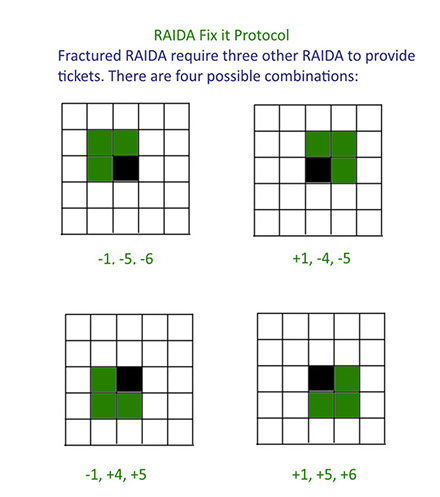 RAIDA Fix it Protocol
Fractured RAIDA require three other RAIDA to provide
tickets. There are four possible combinations:
-1. -5. -6
+1, -4, -5
-1, +4, +5
+1, +5, +6